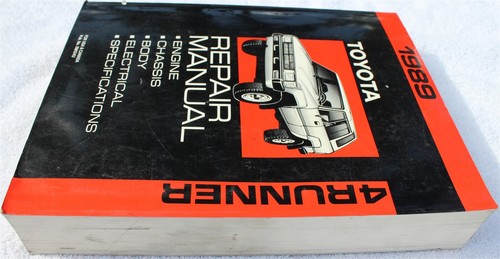 1989
TOYOTA
REPAIR
MANUAL
ENGINE
CHASSIS
BODY
ELECTRICAL
SPECIFICATIONS
4RUNNER